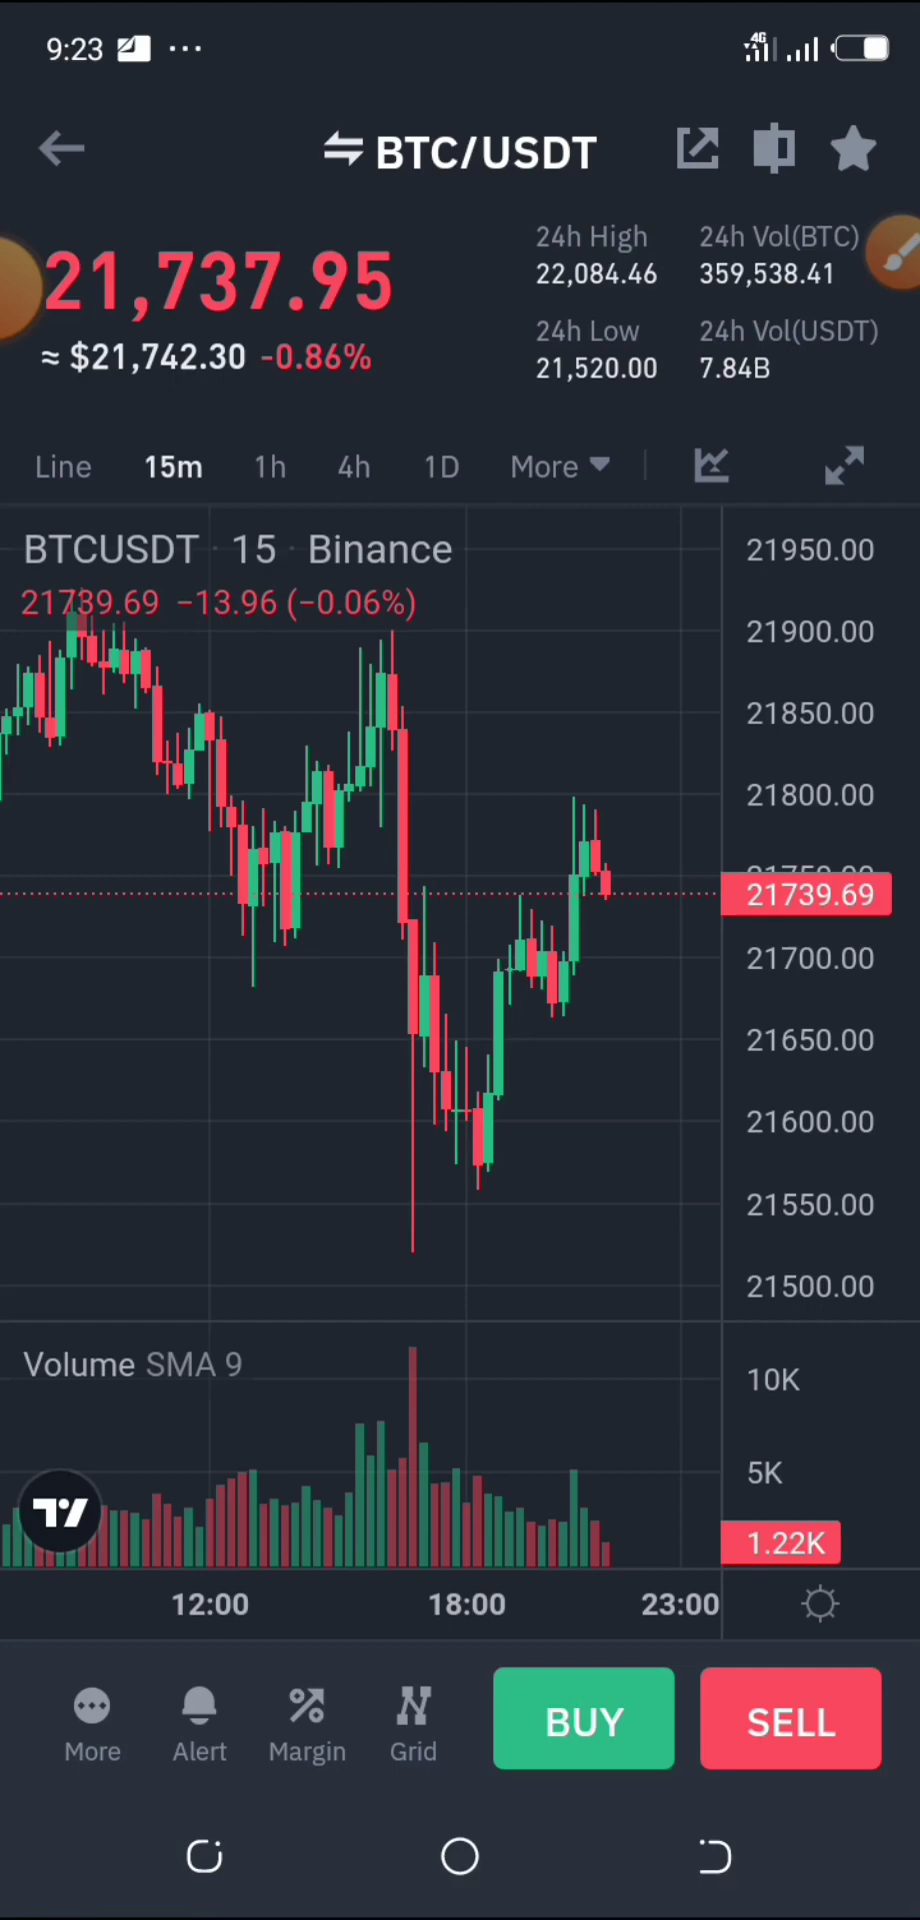 9:23
4G
BTC/USDT
21,737.95
≈ $21,742.30 -0.86%
24h High
22,084.46
24h Vol(BTC)
359,538.41
24h Low
21,520.00
24h Vol(USDT)
7.84B
Line 15m 1h 4h 1D More
BTCUSDT · 15 · Binance
21739.69 −13.96 (−0.06%)
21950.00
21900.00
21850.00
21800.00
21739.69
21700.00
21650.00
21600.00
21550.00
21500.00
Volume SMA 9
10K
5K
1.22K
12:00 18:00 23:00
More Alert Margin Grid BUY SELL